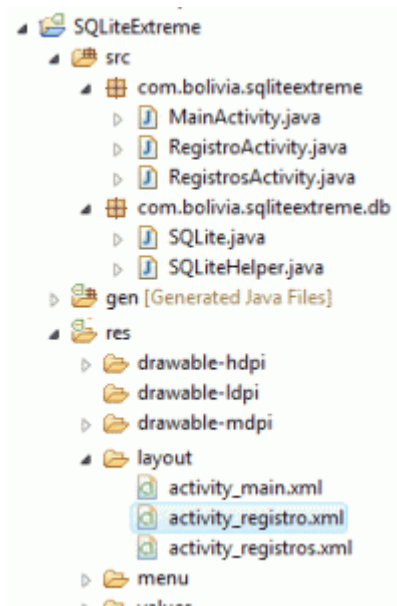 SQLiteExtreme
src
com.bolivia.sqliteextreme
MainActivity.java
RegistroActivity.java
RegistrosActivity.java
com.bolivia.sqliteextreme.db
SQLite.java
SQLiteHelper.java
gen [Generated Java Files]
res
drawable-hdpi
drawable-ldpi
drawable-mdpi
layout
activity_main.xml
activity_registro.xml
activity_registros.xml
menu